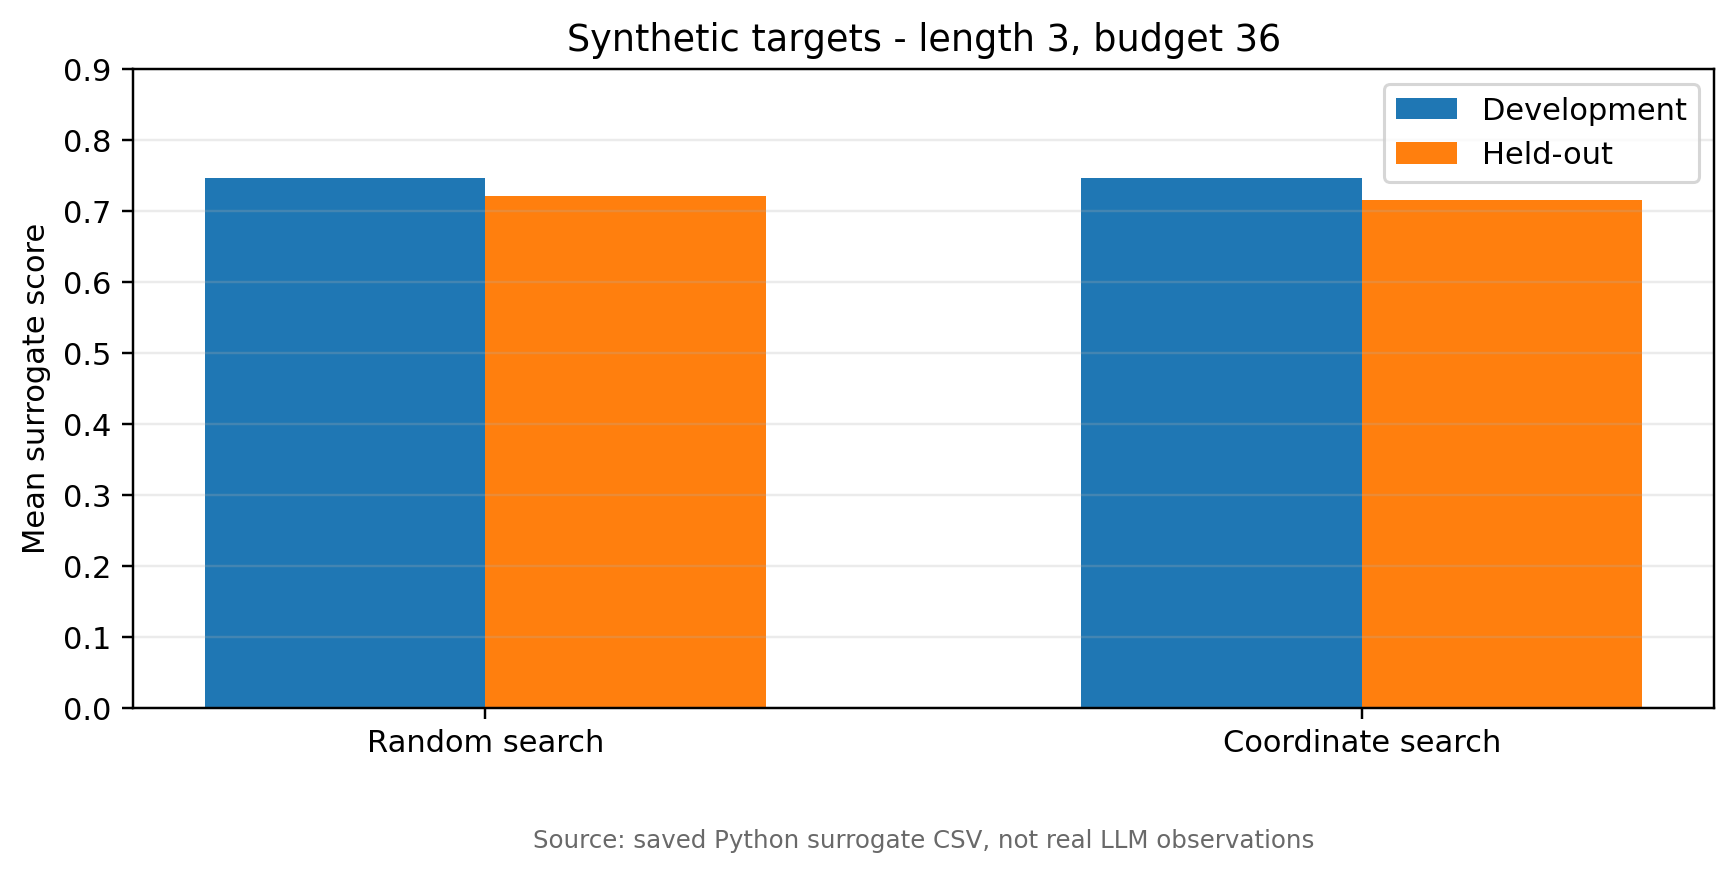 Synthetic targets - length 3, budget 36
Development
Held-out
Mean surrogate score
0.9
0.8
0.7
0.6
0.5
0.4
0.3
0.2
0.1
0.0
Random search
Coordinate search
Source: saved Python surrogate CSV, not real LLM observations